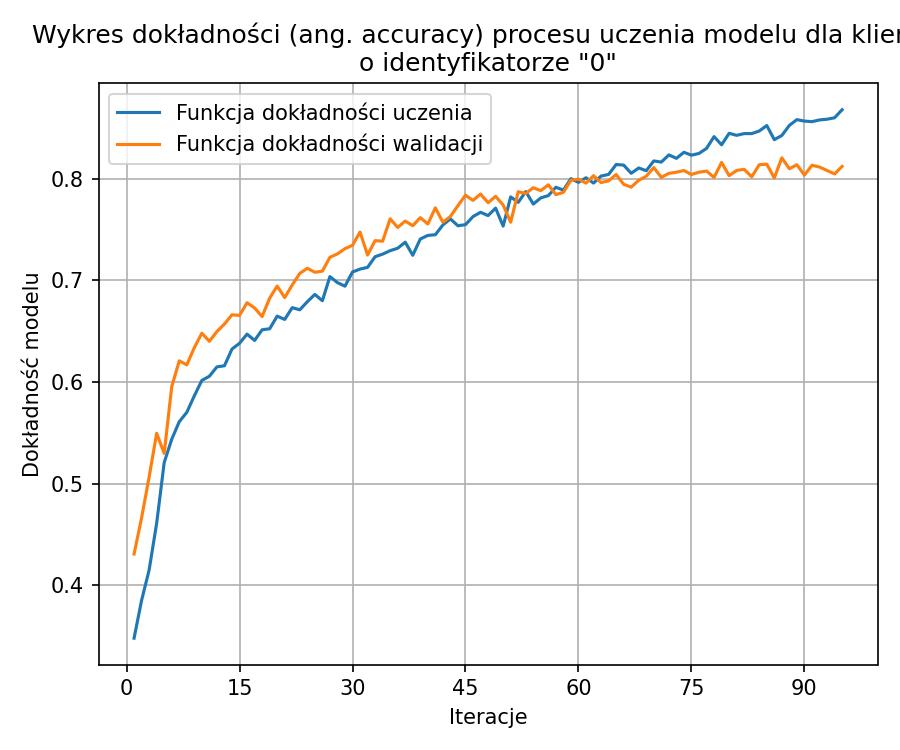 Wykres dokładności (ang. accuracy) procesu uczenia modelu dla
o identyfikatorze "0"
Funkcja dokładności uczenia
Funkcja dokładności walidacji
Dokładność modelu
0.8
0.7
0.6
0.5
0.4
0 15 30 45 60 75 90
Iteracje